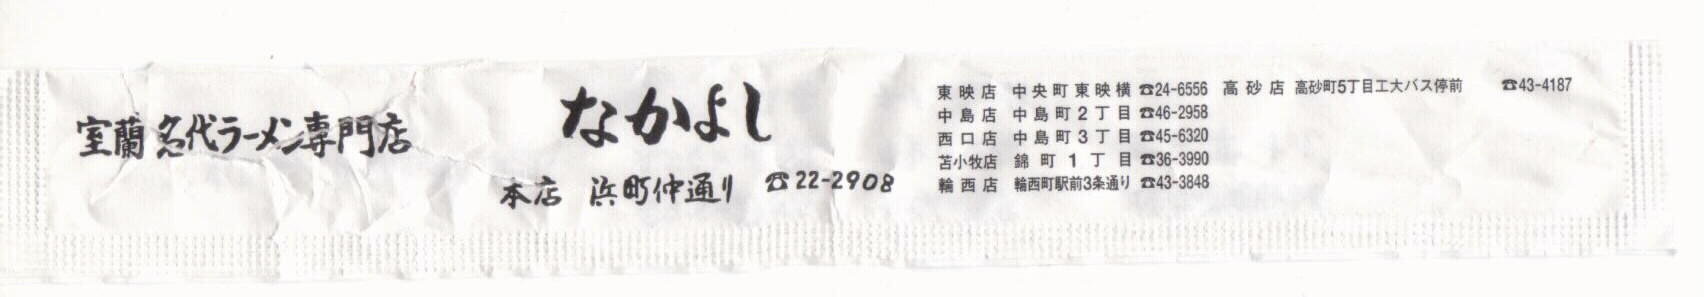 室蘭名代ラーメン専門店
なかよし
本店 浜町仲通り ☎22-2908
東映店 中央町東映横 ☎24-6556
中島店 中島町2丁目 ☎46-2958
西口店 中島町3丁目 ☎45-6320
苫小牧店 錦町1丁目 ☎36-3990
輪西店 輪西町駅前3条通り ☎43-3848
高砂店 高砂町5丁目工大バス停前 ☎43-4187